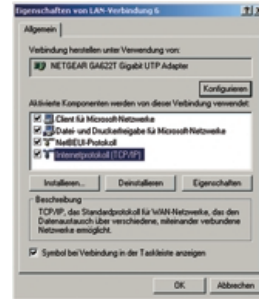 Eigenschaften von LAN-Verbindung 6
Allgemein
Verbindung herstellen unter Verwendung von:
NETGEAR GA622T Gigabit UTP Adapter
Konfigurieren
Aktivierte Komponenten werden von dieser Verbindung verwendet:
Client für Microsoft-Netzwerke
Datei- und Druckerfreigabe für Microsoft-Netzwerke
NetBEUI-Protokoll
Internetprotokoll (TCP/IP)
Installieren...
Deinstallieren
Eigenschaften
Beschreibung
TCP/IP, das Standardprotokoll für WAN-Netzwerke, das den
Datenaustausch über verschiedene, miteinander verbundene
Netzwerke ermöglicht.
Symbol bei Verbindung in der Taskleiste anzeigen
OK
Abbrechen